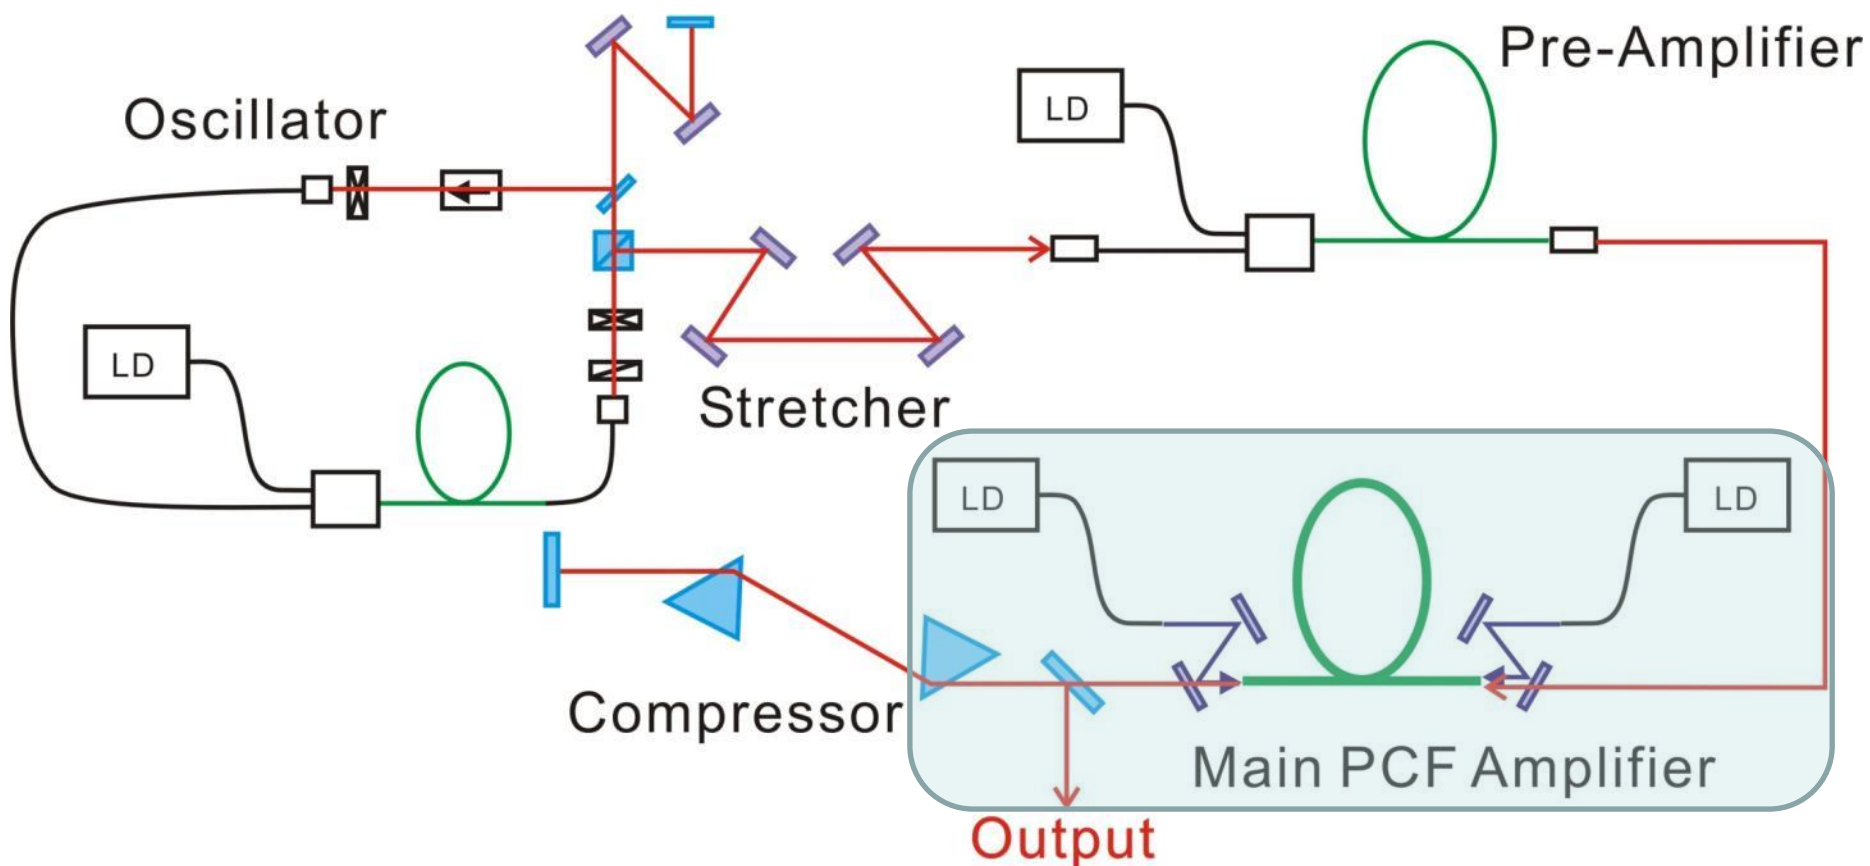 Pre-Amplifier
LD
Oscillator
LD
Stretcher
LD
LD
Compressor
Main PCF Amplifier
Output